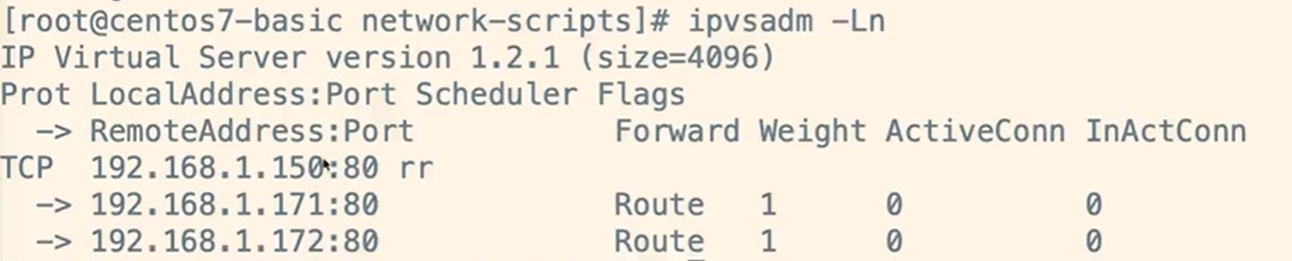 [root@centos7-basic network-scripts]# ipvsadm -Ln
IP Virtual Server version 1.2.1 (size=4096)
Prot LocalAddress:Port Scheduler Flags
  -> RemoteAddress:Port           Forward Weight ActiveConn InActConn
TCP  192.168.1.150:80 rr
  -> 192.168.1.171:80             Route   1      0          0
  -> 192.168.1.172:80             Route   1      0          0